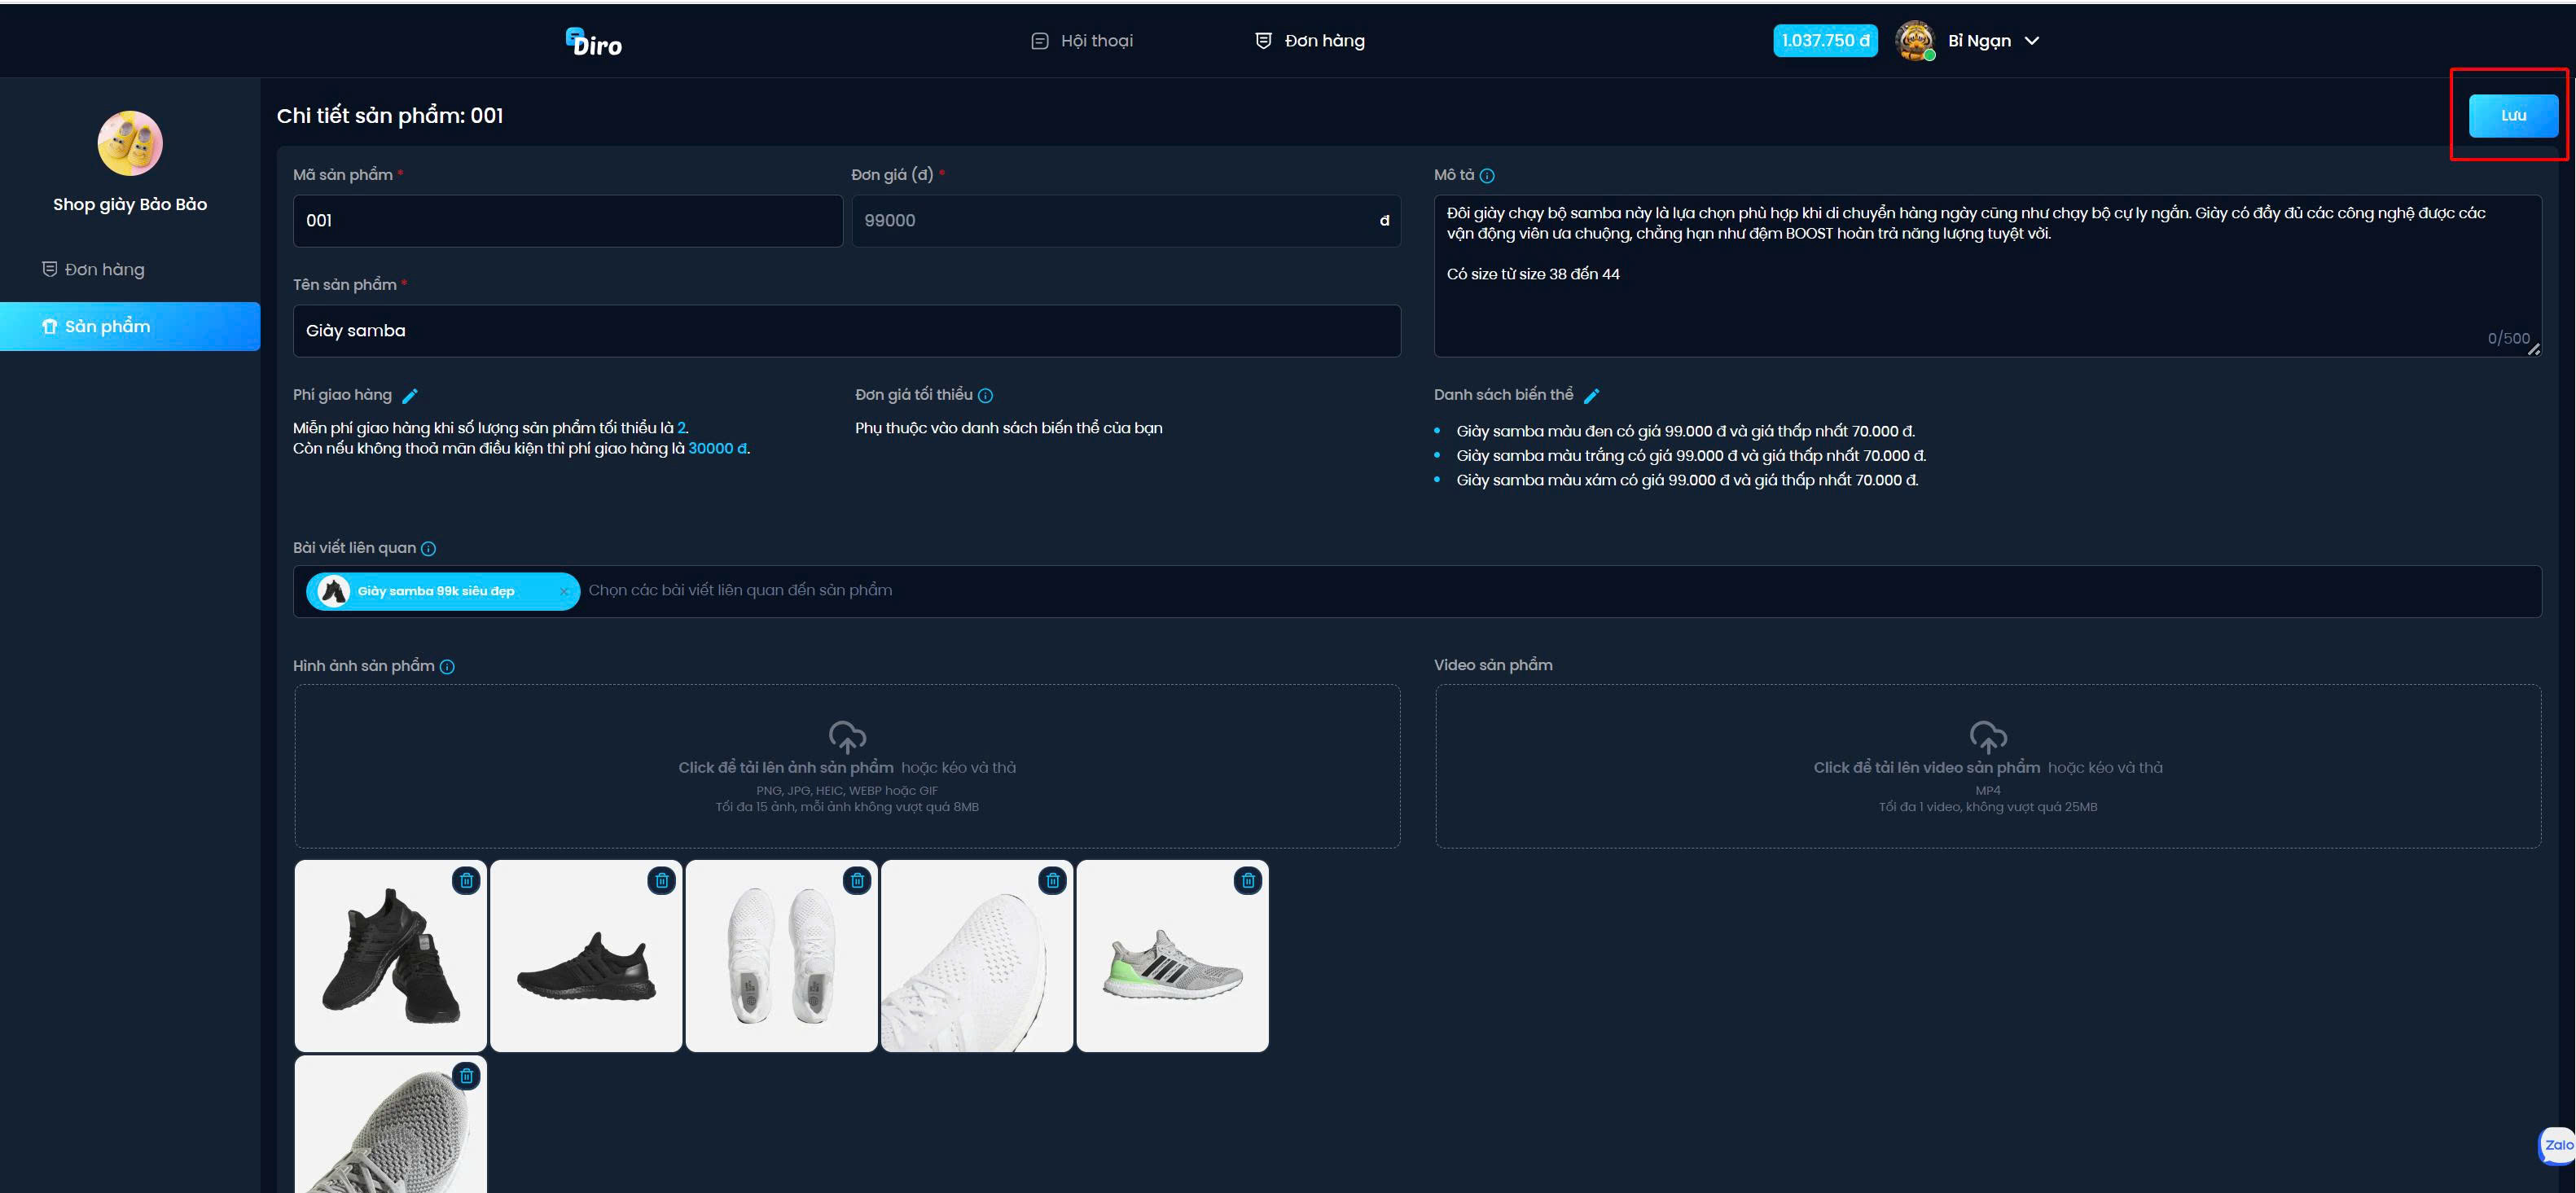 Diro
Hội thoại
Đơn hàng
1.037.750 đ
Bỉ Ngạn
Shop giày Bảo Bảo
Đơn hàng
Sản phẩm
Chi tiết sản phẩm: 001
Lưu
Mã sản phẩm *
001
Đơn giá (đ) *
99000
đ
Tên sản phẩm *
Giày samba
Mô tả
Đôi giày chạy bộ samba này là lựa chọn phù hợp khi di chuyển hàng ngày cũng như chạy bộ cự ly ngắn. Giày có đầy đủ các công nghệ được các
vận động viên ưa chuộng, chẳng hạn như đệm BOOST hoàn trả năng lượng tuyệt vời.
Có size từ size 38 đến 44
0/500
Phí giao hàng
Miễn phí giao hàng khi số lượng sản phẩm tối thiểu là 2.
Còn nếu không thoả mãn điều kiện thì phí giao hàng là 30000 đ.
Đơn giá tối thiểu
Phụ thuộc vào danh sách biến thể của bạn
Danh sách biến thể
Giày samba màu đen có giá 99.000 đ và giá thấp nhất 70.000 đ.
Giày samba màu trắng có giá 99.000 đ và giá thấp nhất 70.000 đ.
Giày samba màu xám có giá 99.000 đ và giá thấp nhất 70.000 đ.
Bài viết liên quan
Giày samba 99k siêu đẹp
Chọn các bài viết liên quan đến sản phẩm
Hình ảnh sản phẩm
Click để tải lên ảnh sản phẩm hoặc kéo và thả
PNG, JPG, HEIC, WEBP hoặc GIF
Tối đa 15 ảnh, mỗi ảnh không vượt quá 8MB
Video sản phẩm
Click để tải lên video sản phẩm hoặc kéo và thả
MP4
Tối đa 1 video, không vượt quá 25MB
Zalo